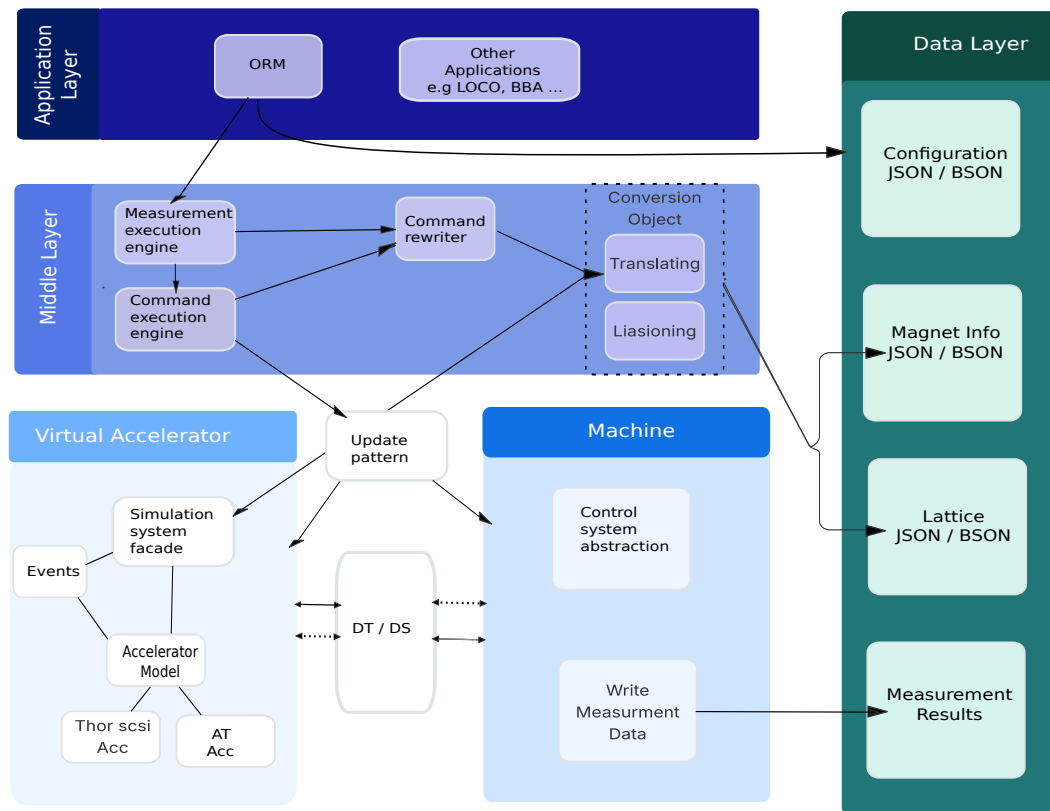 Application
Layer
ORM
Other
Applications
e.g LOCO, BBA ...
Data Layer
Configuration
JSON / BSON
Magnet Info
JSON / BSON
Lattice
JSON / BSON
Measurement
Results
Middle Layer
Measurement
execution
engine
Command
rewriter
Conversion
Object
Translating
Liasioning
Command
execution
engine
Update
pattern
Virtual Accelerator
Simulation
system
facade
Events
Accelerator
Model
Thor scsi
Acc
AT
Acc
DT / DS
Machine
Control
system
abstraction
Write
Measurment
Data